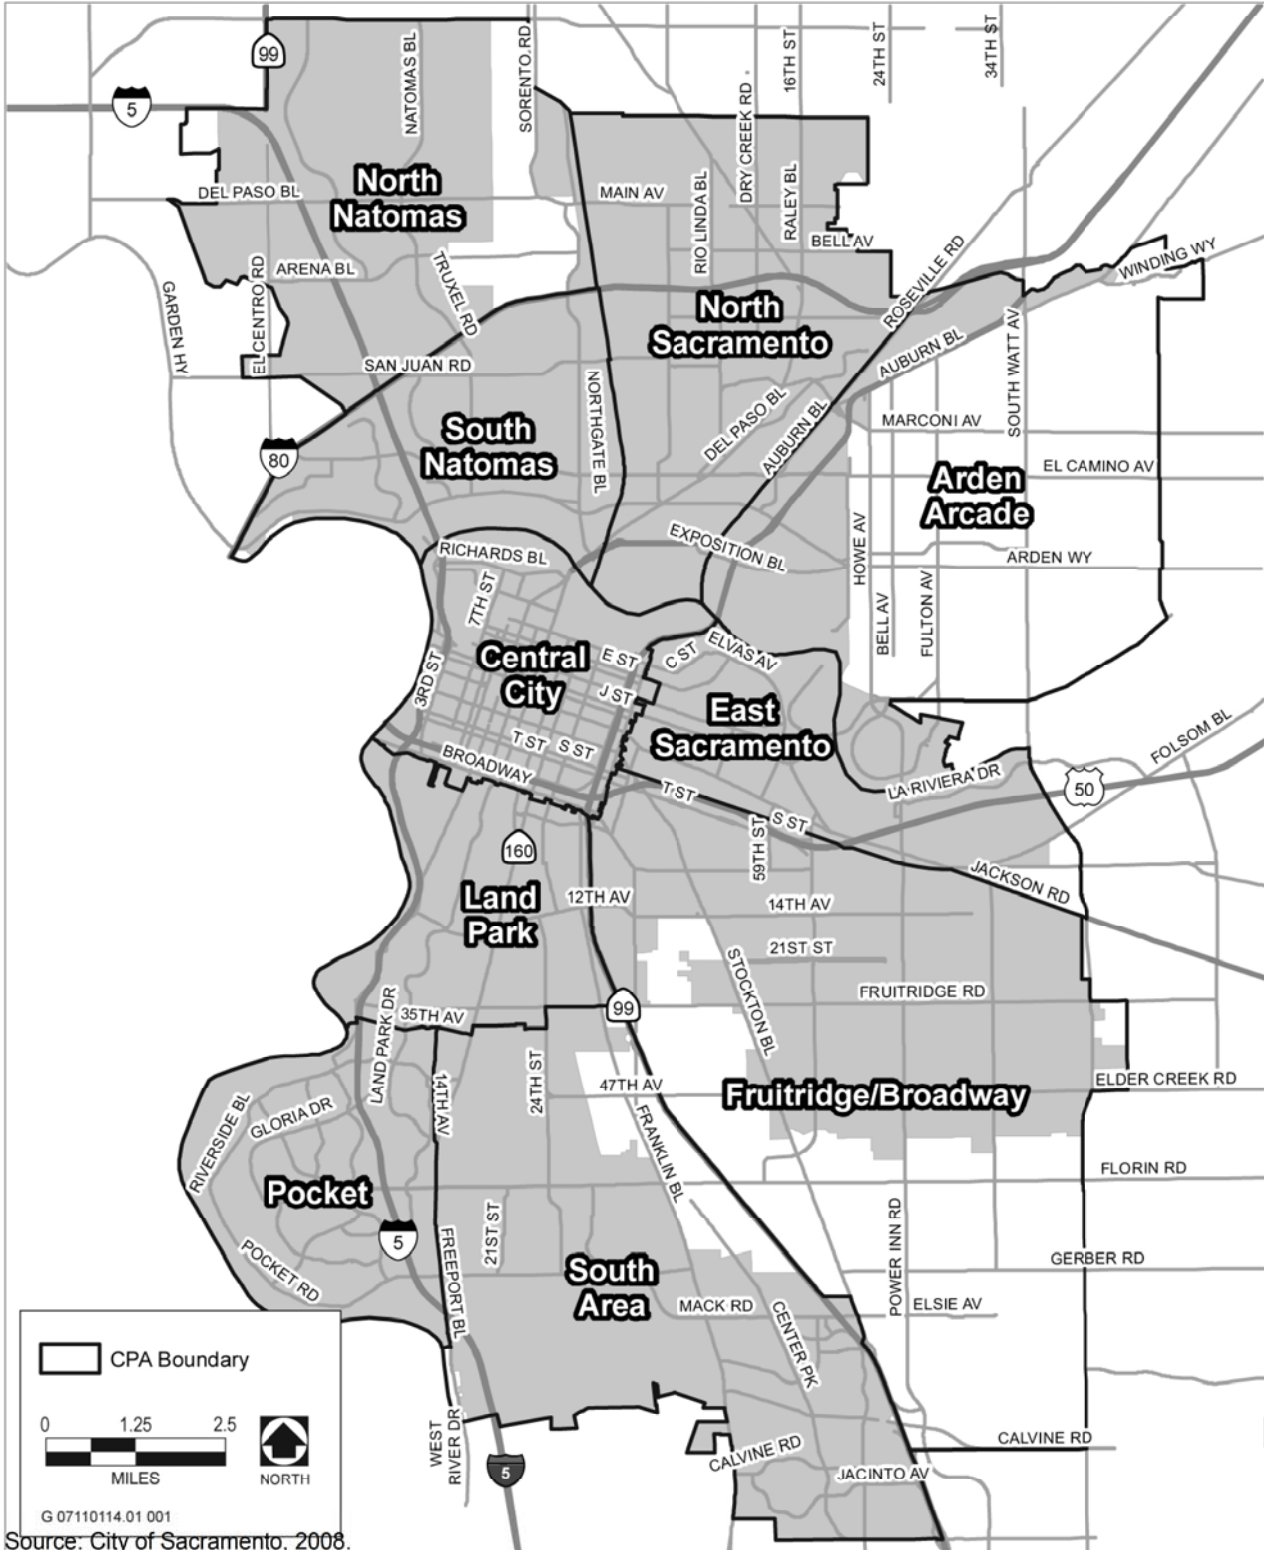 99
5
NATOMAS BL
SORENTO RD
16TH ST
24TH ST
34TH ST
DRY CREEK RD
North
Natomas
DEL PASO BL
MAIN AV
RIO LINDA BL
RALEY BL
BELL AV
ROSEVILLE RD
WINDING WY
ARENA BL
EL CENTRO RD
TRUXEL RD
GARDEN HY
North
Sacramento
SAN JUAN RD
AUBURN BL
SOUTH WATT AV
NORTHGATE BL
DEL PASO BL
AUBURN BL
MARCONI AV
South
Natomas
80
EL CAMINO AV
Arden
Arcade
HOWE AV
EXPOSITION BL
RICHARDS BL
ARDEN WY
7TH ST
BELL AV
FULTON AV
Central
City
E ST
C ST
ELVAS AV
3RD ST
J ST
East
Sacramento
T ST
S ST
BROADWAY
FOLSOM BL
LA RIVIERA DR
50
T ST
S ST
59TH ST
160
JACKSON RD
Land
Park
12TH AV
14TH AV
21ST ST
STOCKTON BL
FRUITRIDGE RD
99
LAND PARK DR
35TH AV
24TH ST
14TH AV
47TH AV
Fruitridge/Broadway
ELDER CREEK RD
RIVERSIDE BL
GLORIA DR
FRANKLIN BL
FLORIN RD
Pocket
5
21ST ST
POWER INN RD
FREEPORT BL
POCKET RD
GERBER RD
South
Area
MACK RD
CENTER PK
ELSIE AV
CPA Boundary
0 1.25 2.5
MILES
NORTH
WEST
RIVER DR
CALVINE RD
CALVINE RD
JACINTO AV
5
G 07110114.01 001
Source: City of Sacramento, 2008.